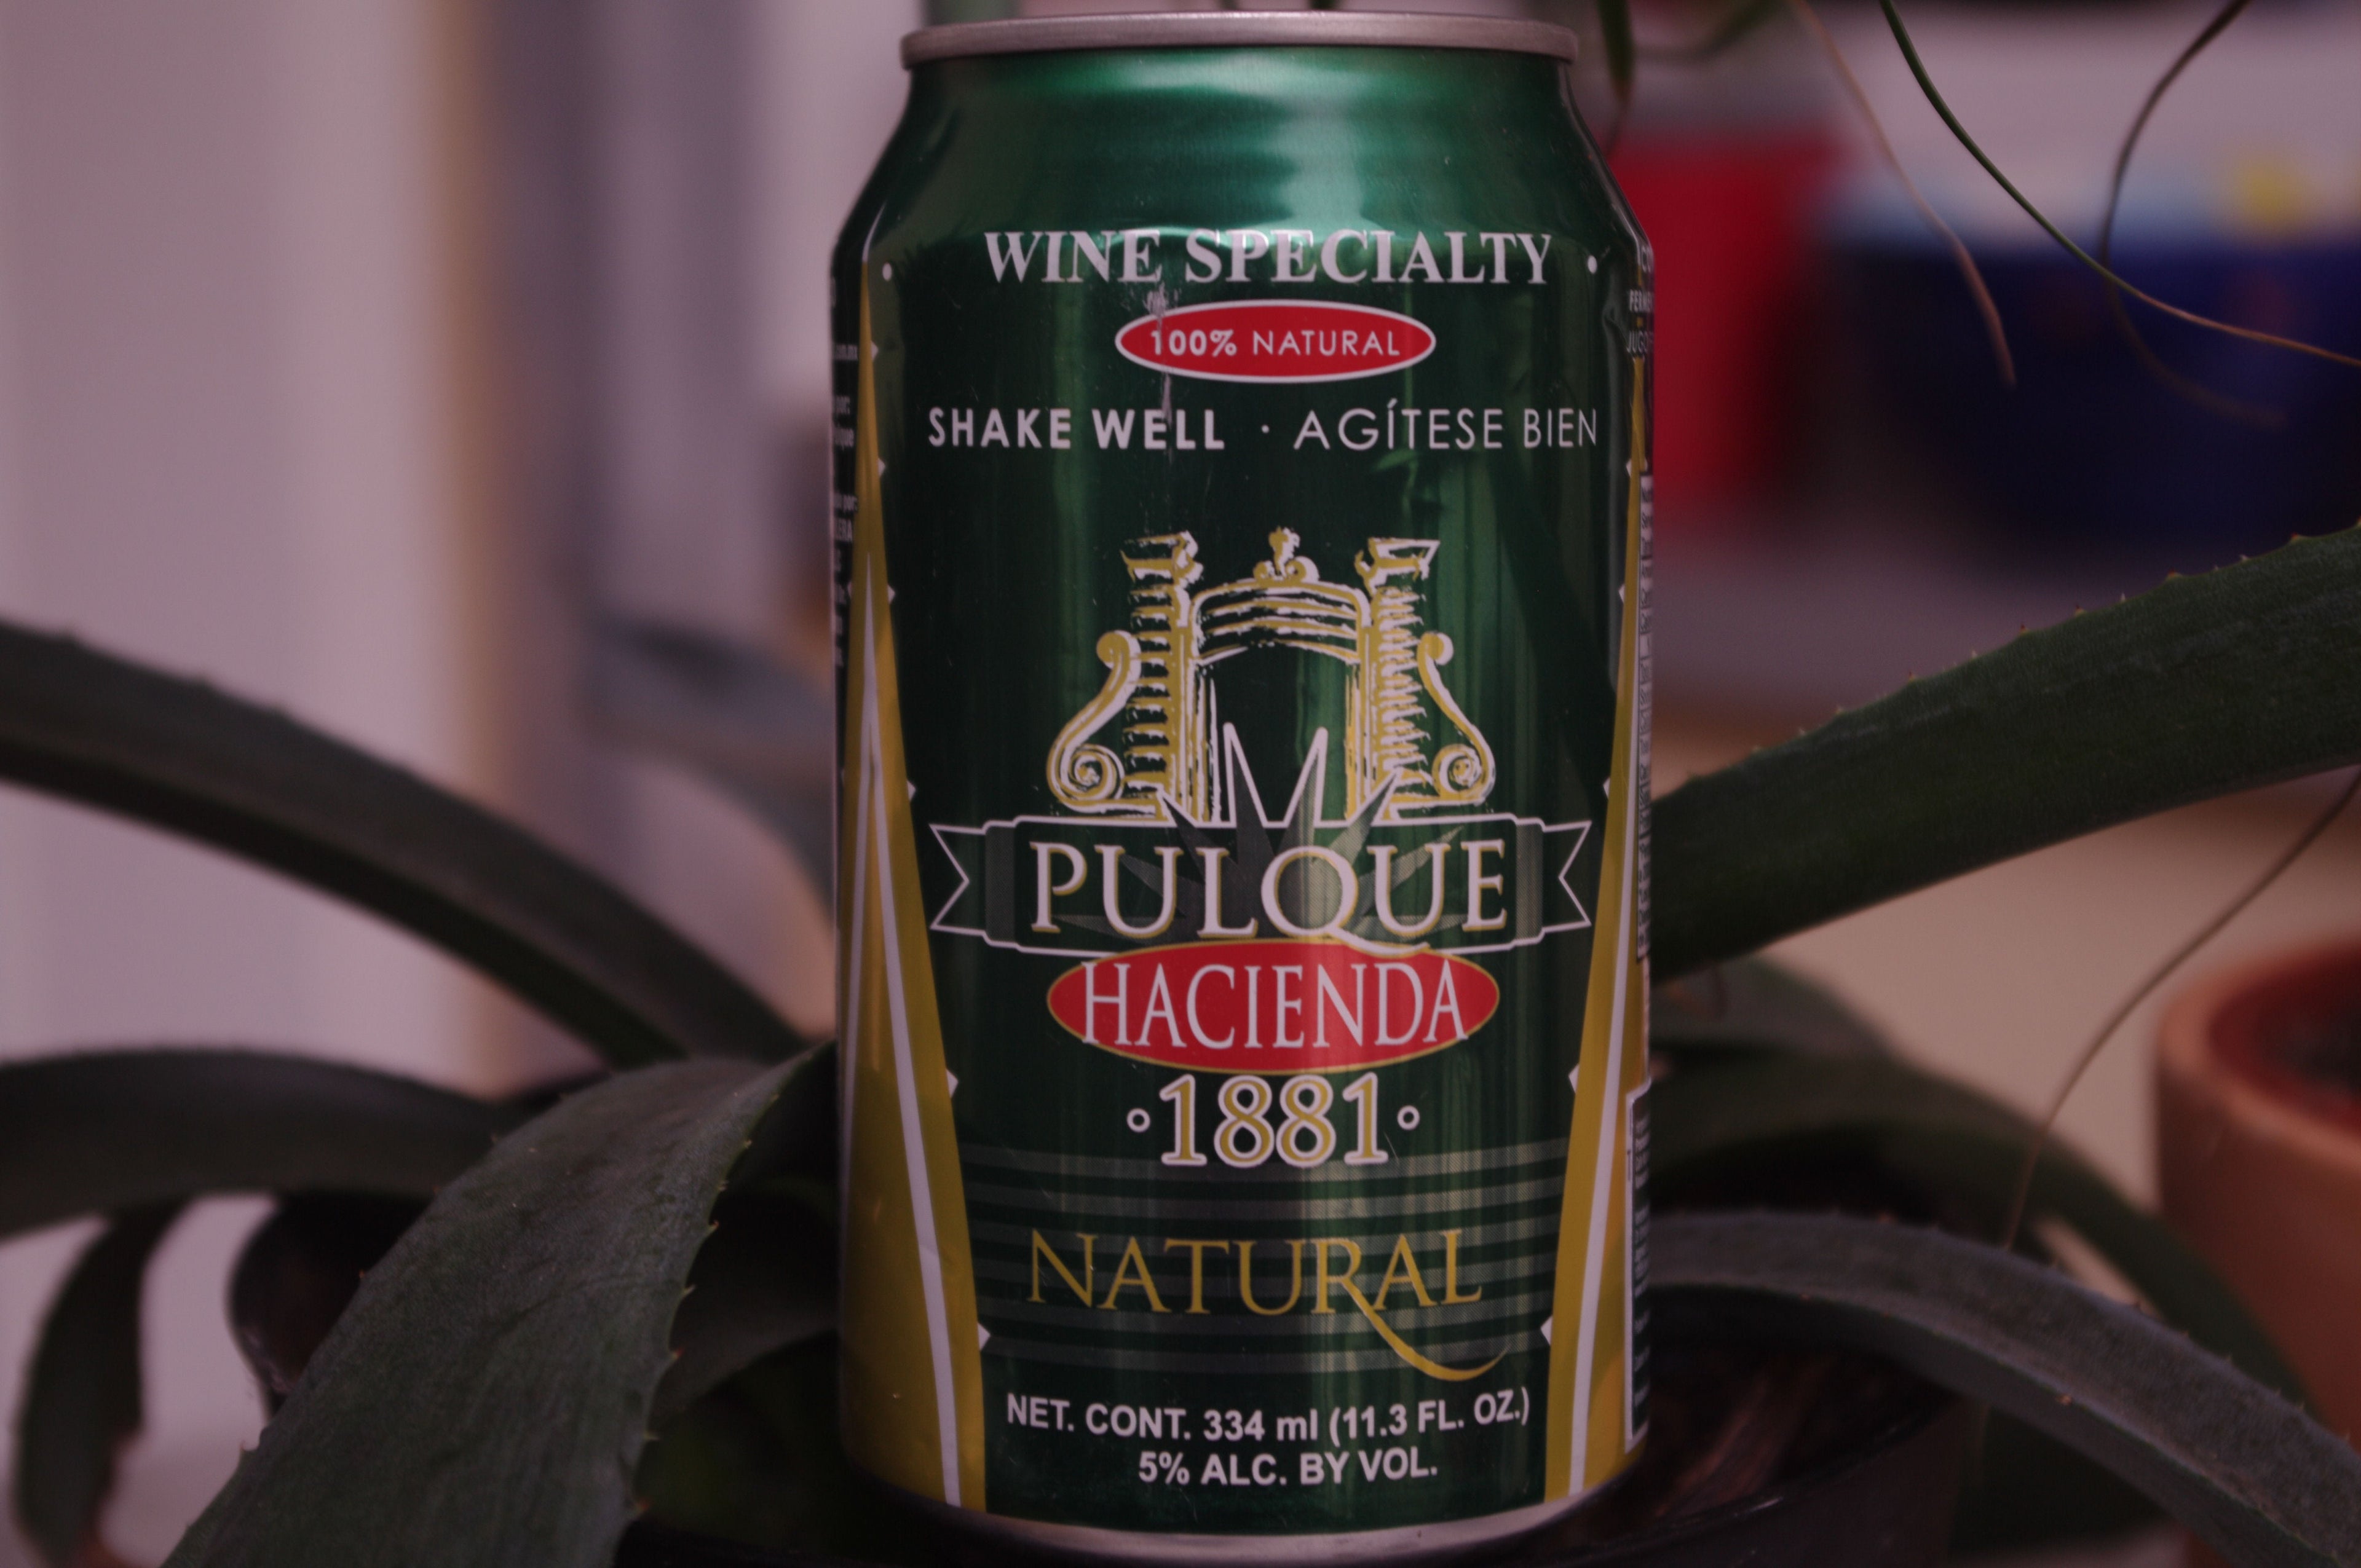 WINE SPECIALTY
100% NATURAL
SHAKE WELL · AGÍTESE BIEN
PULQUE
HACIENDA
1881
NATURAL
NET. CONT. 334 ml (11.3 FL. OZ.)
5% ALC. BY VOL.